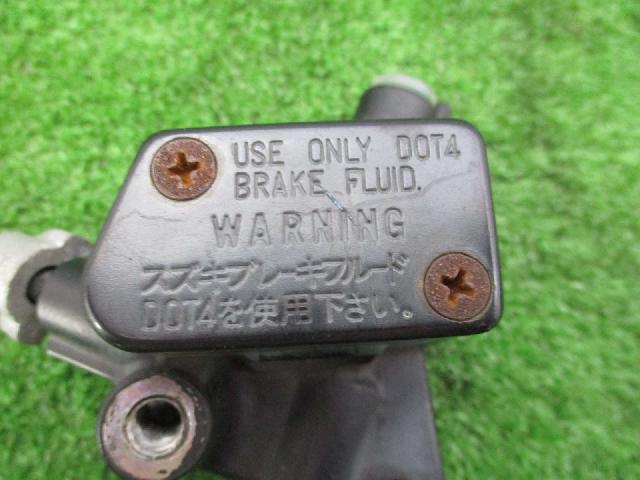 USE ONLY DOT4
BRAKE FLUID.
WARNING
スズキブレーキフルード
DOT4を使用下さい。